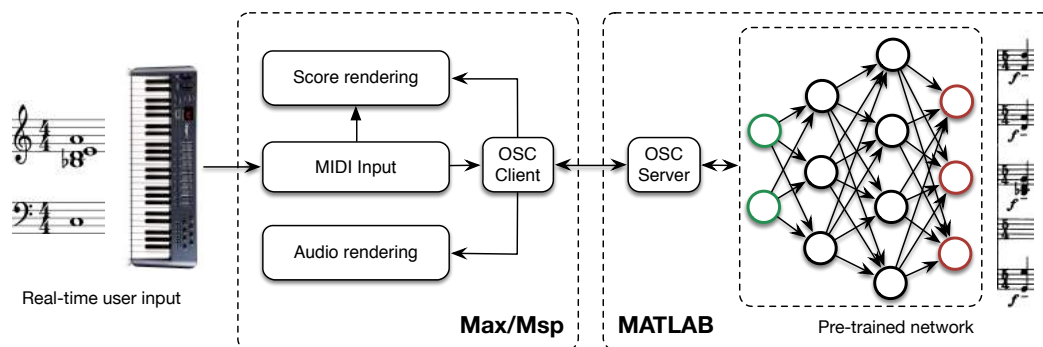 Real-time user input
Score rendering
MIDI Input
Audio rendering
OSC
Client
Max/Msp
OSC
Server
MATLAB
Pre-trained network